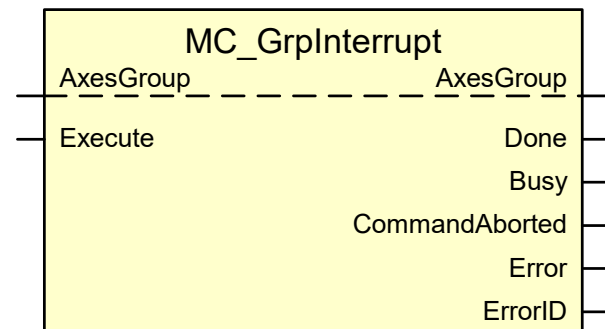 MC_GrpInterrupt
AxesGroup AxesGroup
Execute Done
Busy
CommandAborted
Error
ErrorID